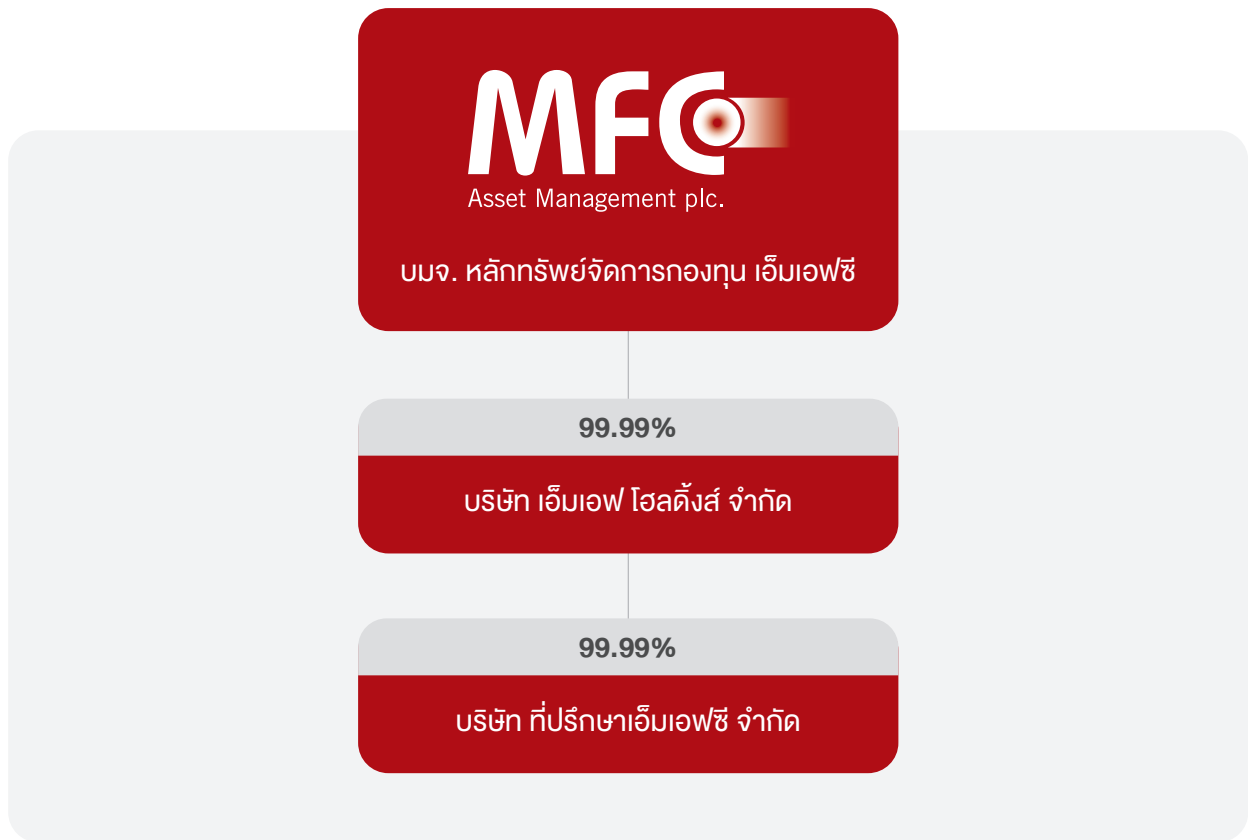 MFC
Asset Management plc.
บมจ. หลักทรัพย์จัดการกองทุน เอ็มเอฟซี
99.99%
บริษัท เอ็มเอฟ โฮลดิ้งส์ จำกัด
99.99%
บริษัท ที่ปรึกษาเอ็มเอฟซี จำกัด